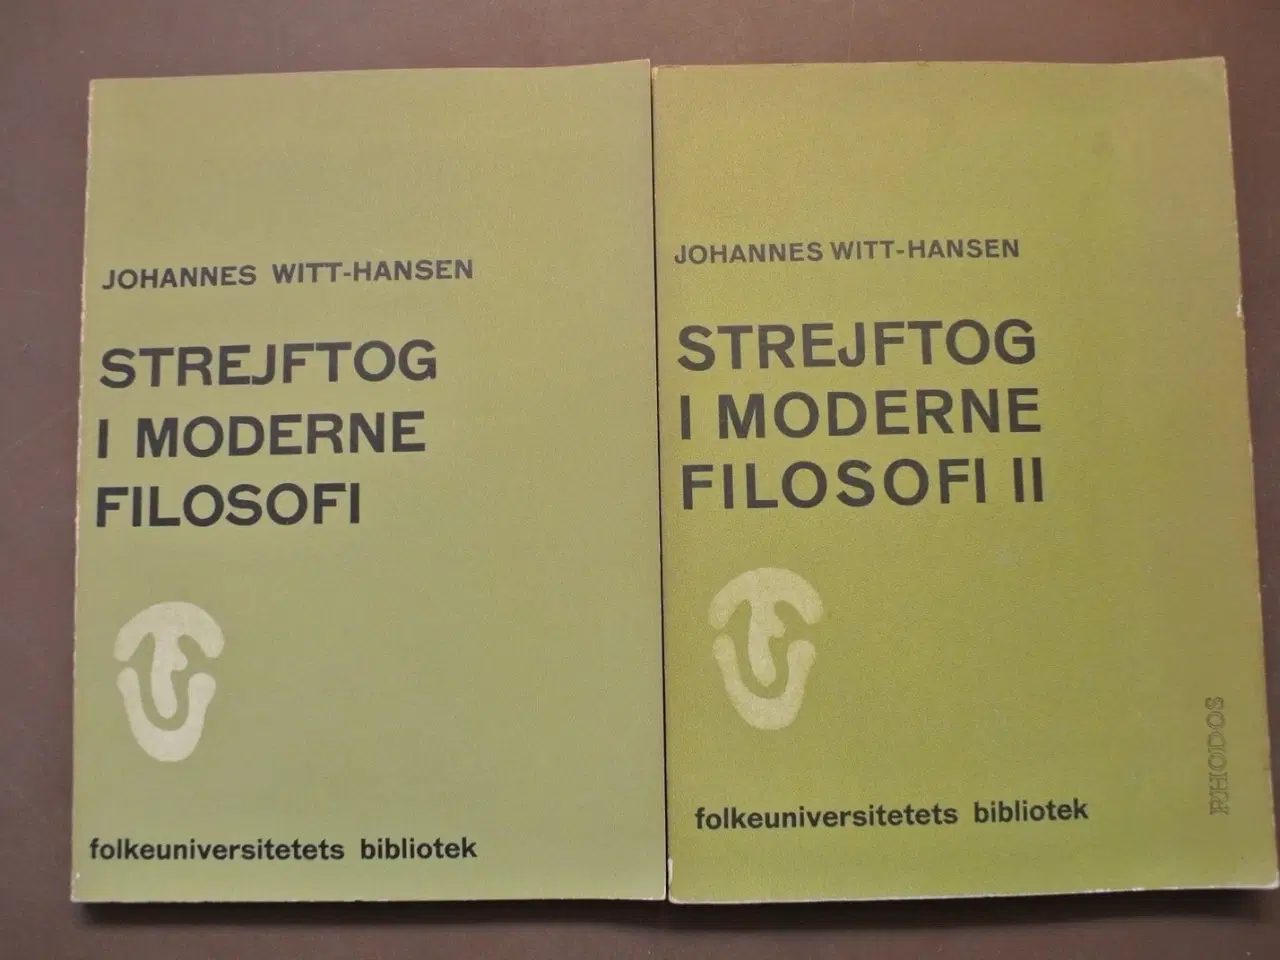 JOHANNES WITT-HANSEN
STREJFTOG
I MODERNE
FILOSOFI
folkeuniversitetets bibliotek
JOHANNES WITT-HANSEN
STREJFTOG
I MODERNE
FILOSOFI II
folkeuniversitetets bibliotek
RHODOS